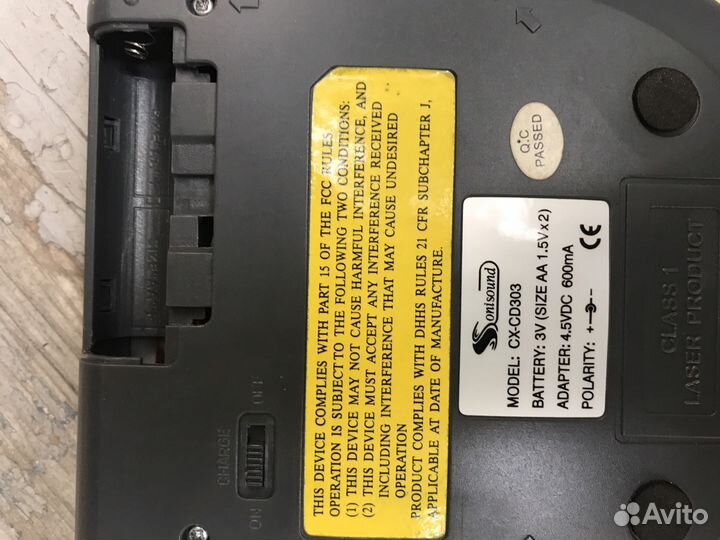 THIS DEVICE COMPLIES WITH PART 15 OF THE FCC RULES
OPERATION IS SUBJECT TO THE FOLLOWING TWO CONDITIONS:
(1) THIS DEVICE MAY NOT CAUSE HARMFUL INTERFERENCE, AND
(2) THIS DEVICE MUST ACCEPT ANY INTERFERENCE RECEIVED
INCLUDING INTERFERENCE THAT MAY CAUSE UNDESIRED
OPERATION
PRODUCT COMPLIES WITH DHHS RULES 21 CFR SUBCHAPTER J,
APPLICABLE AT DATE OF MANUFACTURE.
Q.C
PASSED
Sonisound
MODEL: CX-CD303
BATTERY: 3V (SIZE AA 1.5V x 2)
ADAPTER: 4.5VDC 600mA
POLARITY: + -
CE
CLASS 1
LASER PRODUCT
CHARGE
ON
OFF
Avito